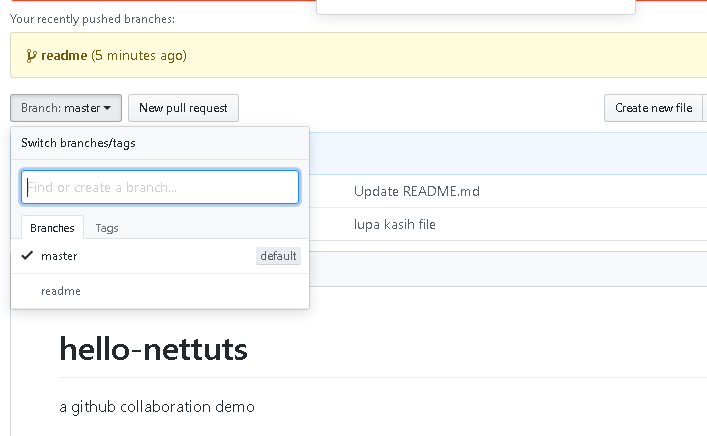 Your recently pushed branches:
readme (5 minutes ago)
Branch: master New pull request Create new file
Switch branches/tags
Find or create a branch...
Update README.md
Branches Tags
lupa kasih file
master default
readme
hello-nettuts
a github collaboration demo